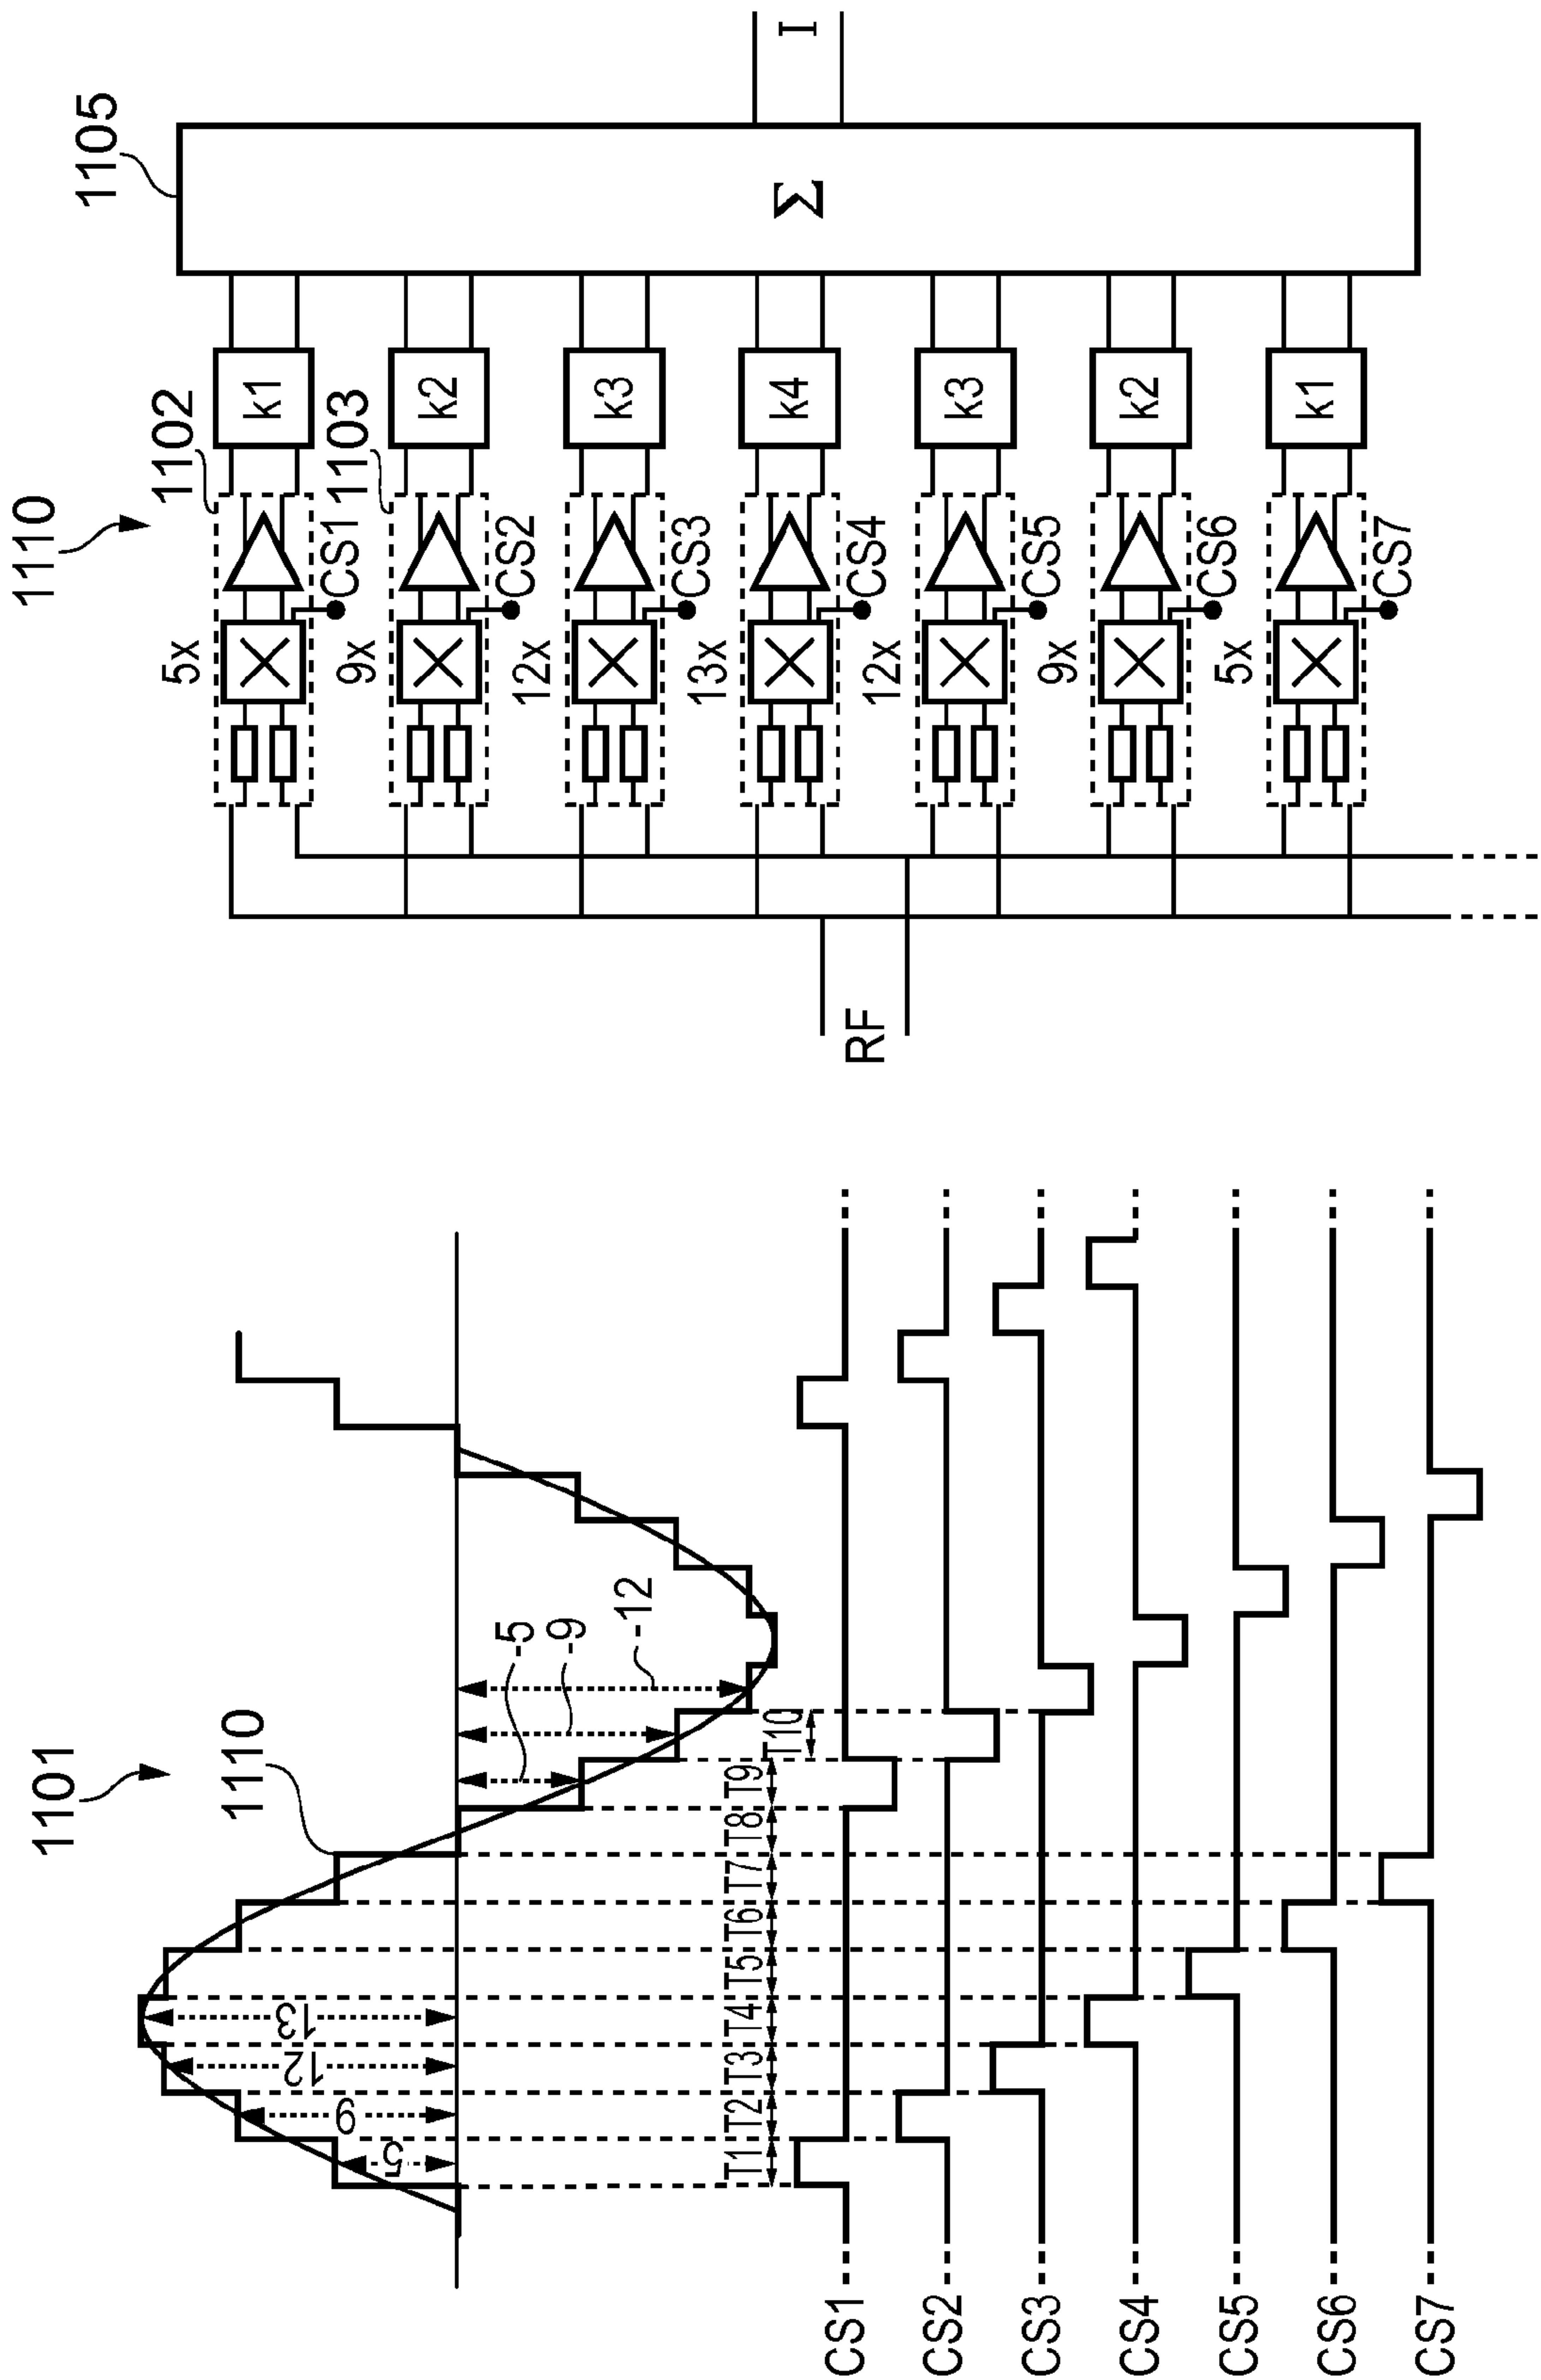 1101
1110
5
9
12
13
-5
-9
-12
T1
T2
T3
T4
T5
T6
T7
T8
T9
T10
CS1
CS2
CS3
CS4
CS5
CS6
CS7
1110
1105
1102
5x
CS1
k1
1103
9x
CS2
k2
12x
CS3
k3
RF
13x
CS4
k4
Σ
I
12x
CS5
k3
9x
CS6
k2
5x
CS7
k1